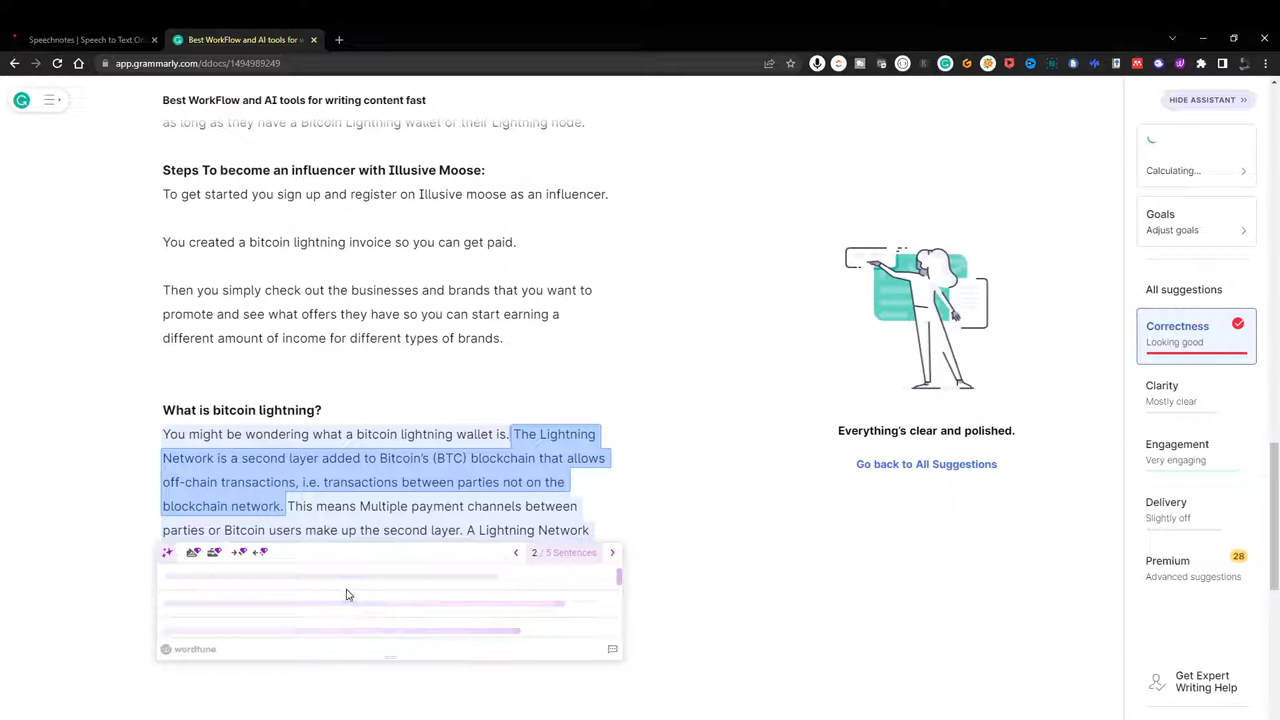 Speechnotes | Speech to Text On
Best WorkFlow and AI tools for w
app.grammarly.com/ddocs/1494989249
Best WorkFlow and AI tools for writing content fast
HIDE ASSISTANT
as long as they have a Bitcoin Lightning wallet or their Lightning node.
Steps To become an influencer with Illusive Moose:
To get started you sign up and register on Illusive moose as an influencer.
You created a bitcoin lightning invoice so you can get paid.
Then you simply check out the businesses and brands that you want to
promote and see what offers they have so you can start earning a
different amount of income for different types of brands.
What is bitcoin lightning?
You might be wondering what a bitcoin lightning wallet is. The Lightning
Network is a second layer added to Bitcoin's (BTC) blockchain that allows
off-chain transactions, i.e. transactions between parties not on the
blockchain network. This means Multiple payment channels between
parties or Bitcoin users make up the second layer. A Lightning Network
2 / 5 Sentences
wordtune
Everything's clear and polished.
Go back to All Suggestions
Calculating...
Goals
Adjust goals
All suggestions
Correctness
Looking good
Clarity
Mostly clear
Engagement
Very engaging
Delivery
Slightly off
Premium
28
Advanced suggestions
Get Expert
Writing Help